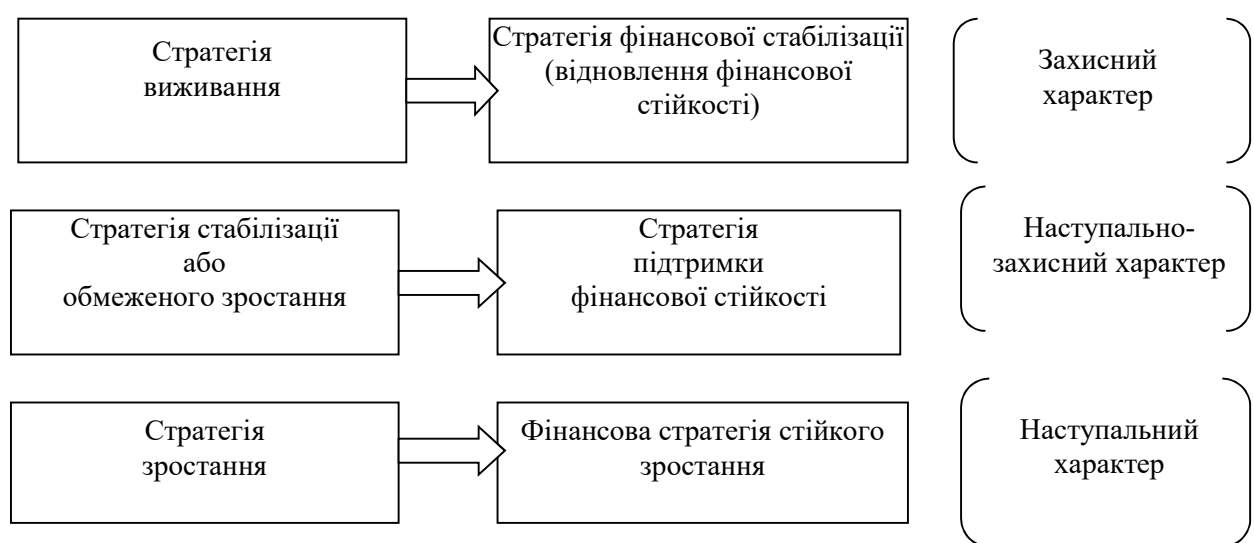 Стратегія
виживання
Стратегія фінансової стабілізації
(відновлення фінансової
стійкості)
Захисний
характер
Стратегія стабілізації
або
обмеженого зростання
Стратегія
підтримки
фінансової стійкості
Наступально-
захисний характер
Стратегія
зростання
Фінансова стратегія стійкого
зростання
Наступальний
характер